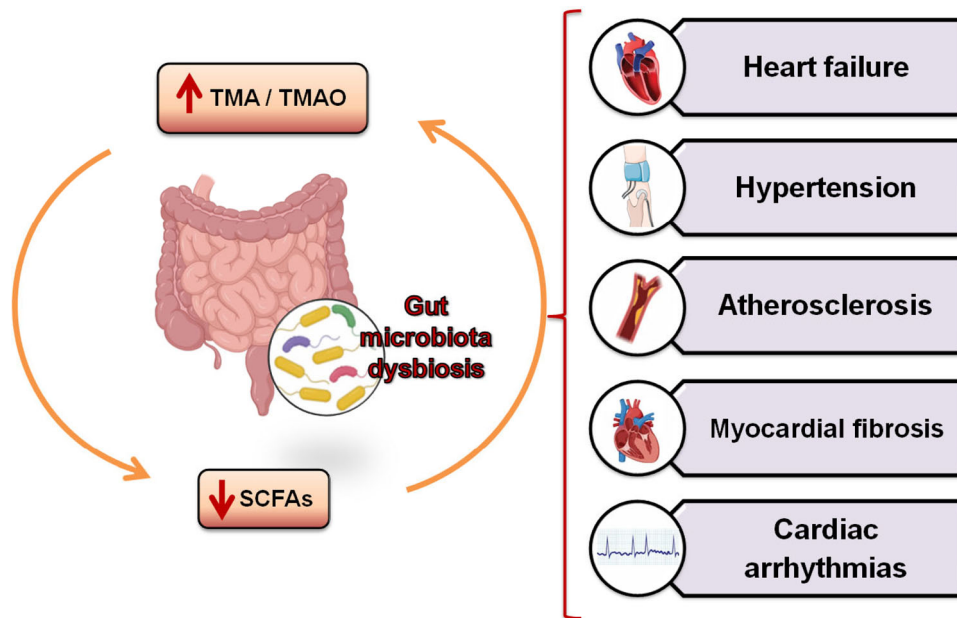 TMA / TMAO
Gut
microbiota
dysbiosis
SCFAs
Heart failure
Hypertension
Atherosclerosis
Myocardial fibrosis
Cardiac
arrhythmias